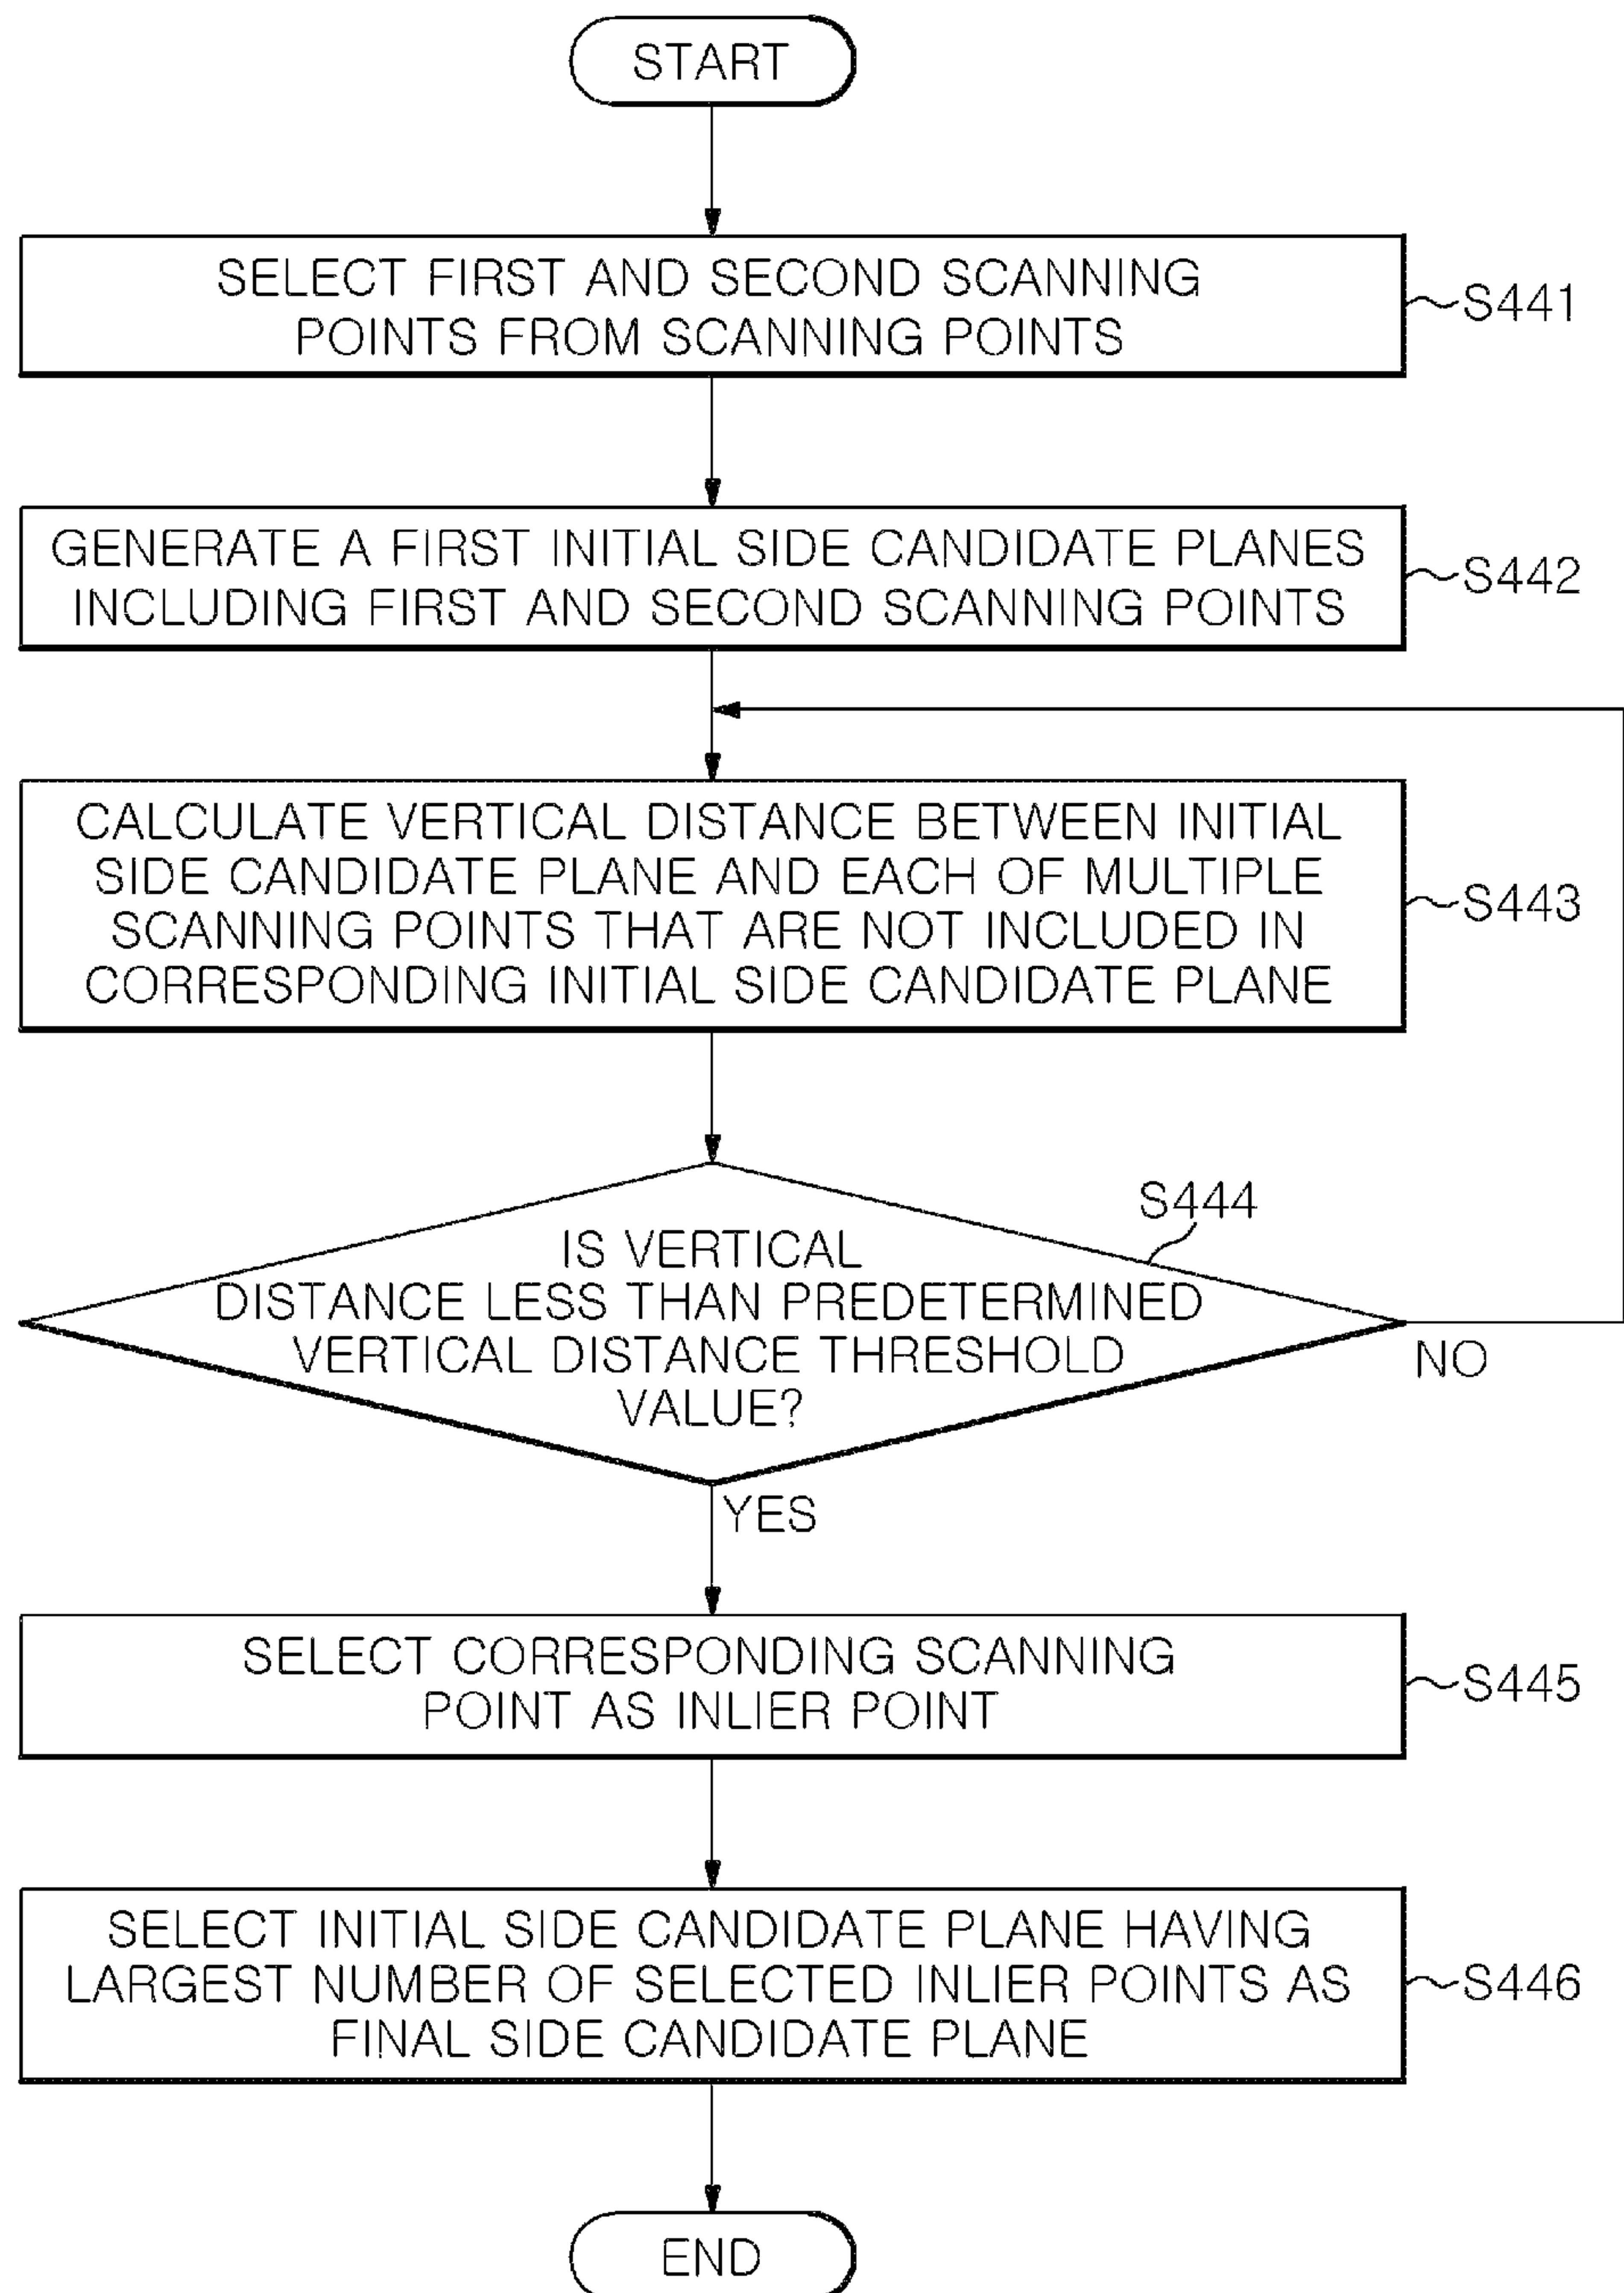 START
SELECT FIRST AND SECOND SCANNING
POINTS FROM SCANNING POINTS
S441
GENERATE A FIRST INITIAL SIDE CANDIDATE PLANES
INCLUDING FIRST AND SECOND SCANNING POINTS
S442
CALCULATE VERTICAL DISTANCE BETWEEN INITIAL
SIDE CANDIDATE PLANE AND EACH OF MULTIPLE
SCANNING POINTS THAT ARE NOT INCLUDED IN
CORRESPONDING INITIAL SIDE CANDIDATE PLANE
S443
S444
IS VERTICAL
DISTANCE LESS THAN PREDETERMINED
VERTICAL DISTANCE THRESHOLD
VALUE?
NO
YES
SELECT CORRESPONDING SCANNING
POINT AS INLIER POINT
S445
SELECT INITIAL SIDE CANDIDATE PLANE HAVING
LARGEST NUMBER OF SELECTED INLIER POINTS AS
FINAL SIDE CANDIDATE PLANE
S446
END